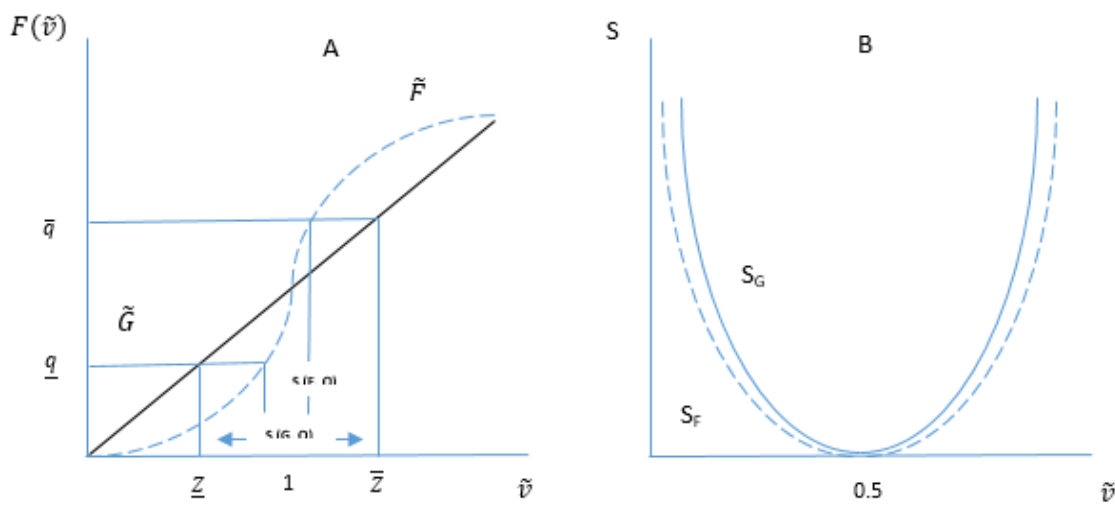 F(ṽ)
A
F̃
q̅
G̃
q̲
s (G, Q)
Z̲
1
Z̅
ṽ
S
B
S_G
S_F
0.5
ṽ